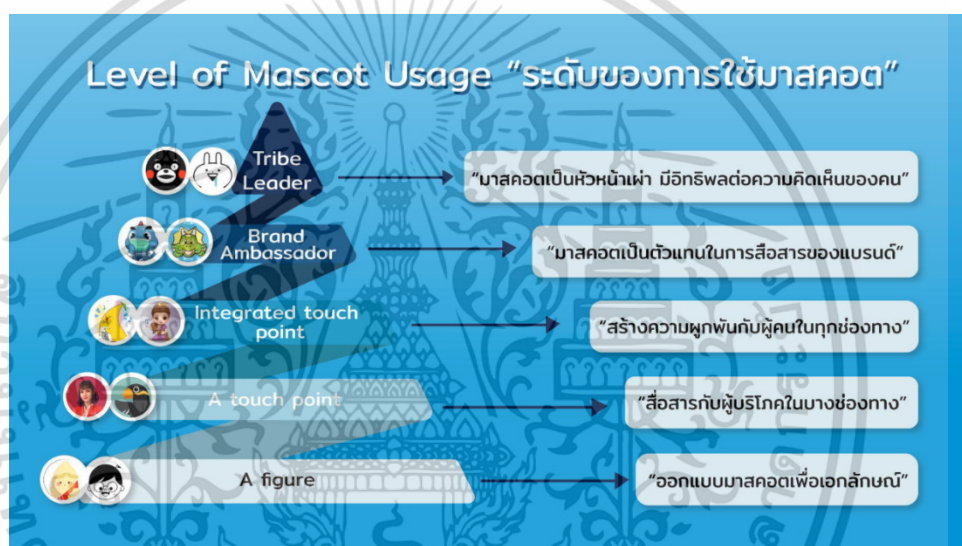 Level of Mascot Usage “ระดับของการใช้มาสคอต”
Tribe
Leader
“มาสคอตเป็นหัวหน้าเผ่า มีอิทธิพลต่อความคิดเห็นของคน”
Brand
Ambassador
“มาสคอตเป็นตัวแทนในการสื่อสารของแบรนด์”
Integrated touch
point
“สร้างความผูกพันกับผู้คนในทุกช่องทาง”
A touch point
“สื่อสารกับผู้บริโภคในบางช่องทาง”
A figure
“ออกแบบมาสคอตเพื่อเอกลักษณ์”